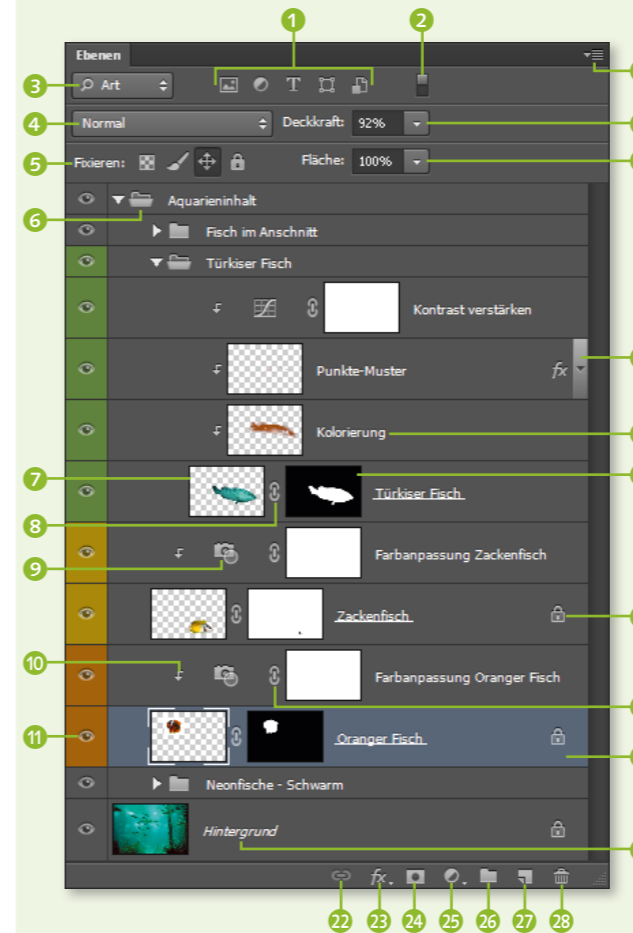 1 2
Ebenen
3 Art T
4 Normal Deckkraft: 92%
5 Fixieren: Fläche: 100%
6 Aquarieninhalt
Fisch im Anschnitt
Türkiser Fisch
Kontrast verstärken
Punkte-Muster fx
Kolorierung
7 Türkiser Fisch
8
9 Farbanpassung Zackenfisch
Zackenfisch
10 Farbanpassung Oranger Fisch
11 Oranger Fisch
Neonfische - Schwarm
Hintergrund
fx.
22 23 24 25 26 27 28